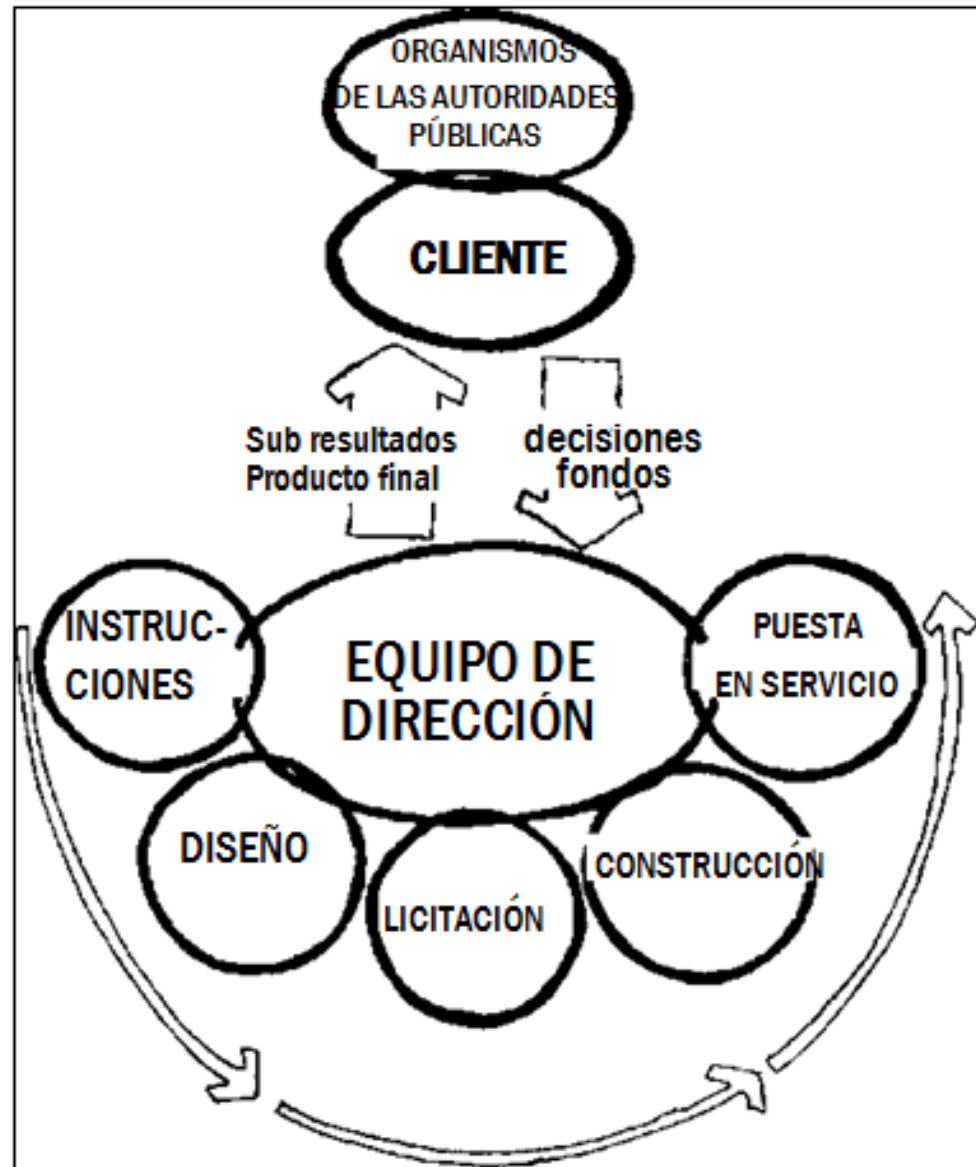 ORGANISMOS
DE LAS AUTORIDADES
PÚBLICAS
CLIENTE
Sub resultados
Producto final
decisiones
fondos
INSTRUC-
CIONES
EQUIPO DE
DIRECCIÓN
PUESTA
EN SERVICIO
DISEÑO
LICITACIÓN
CONSTRUCCIÓN